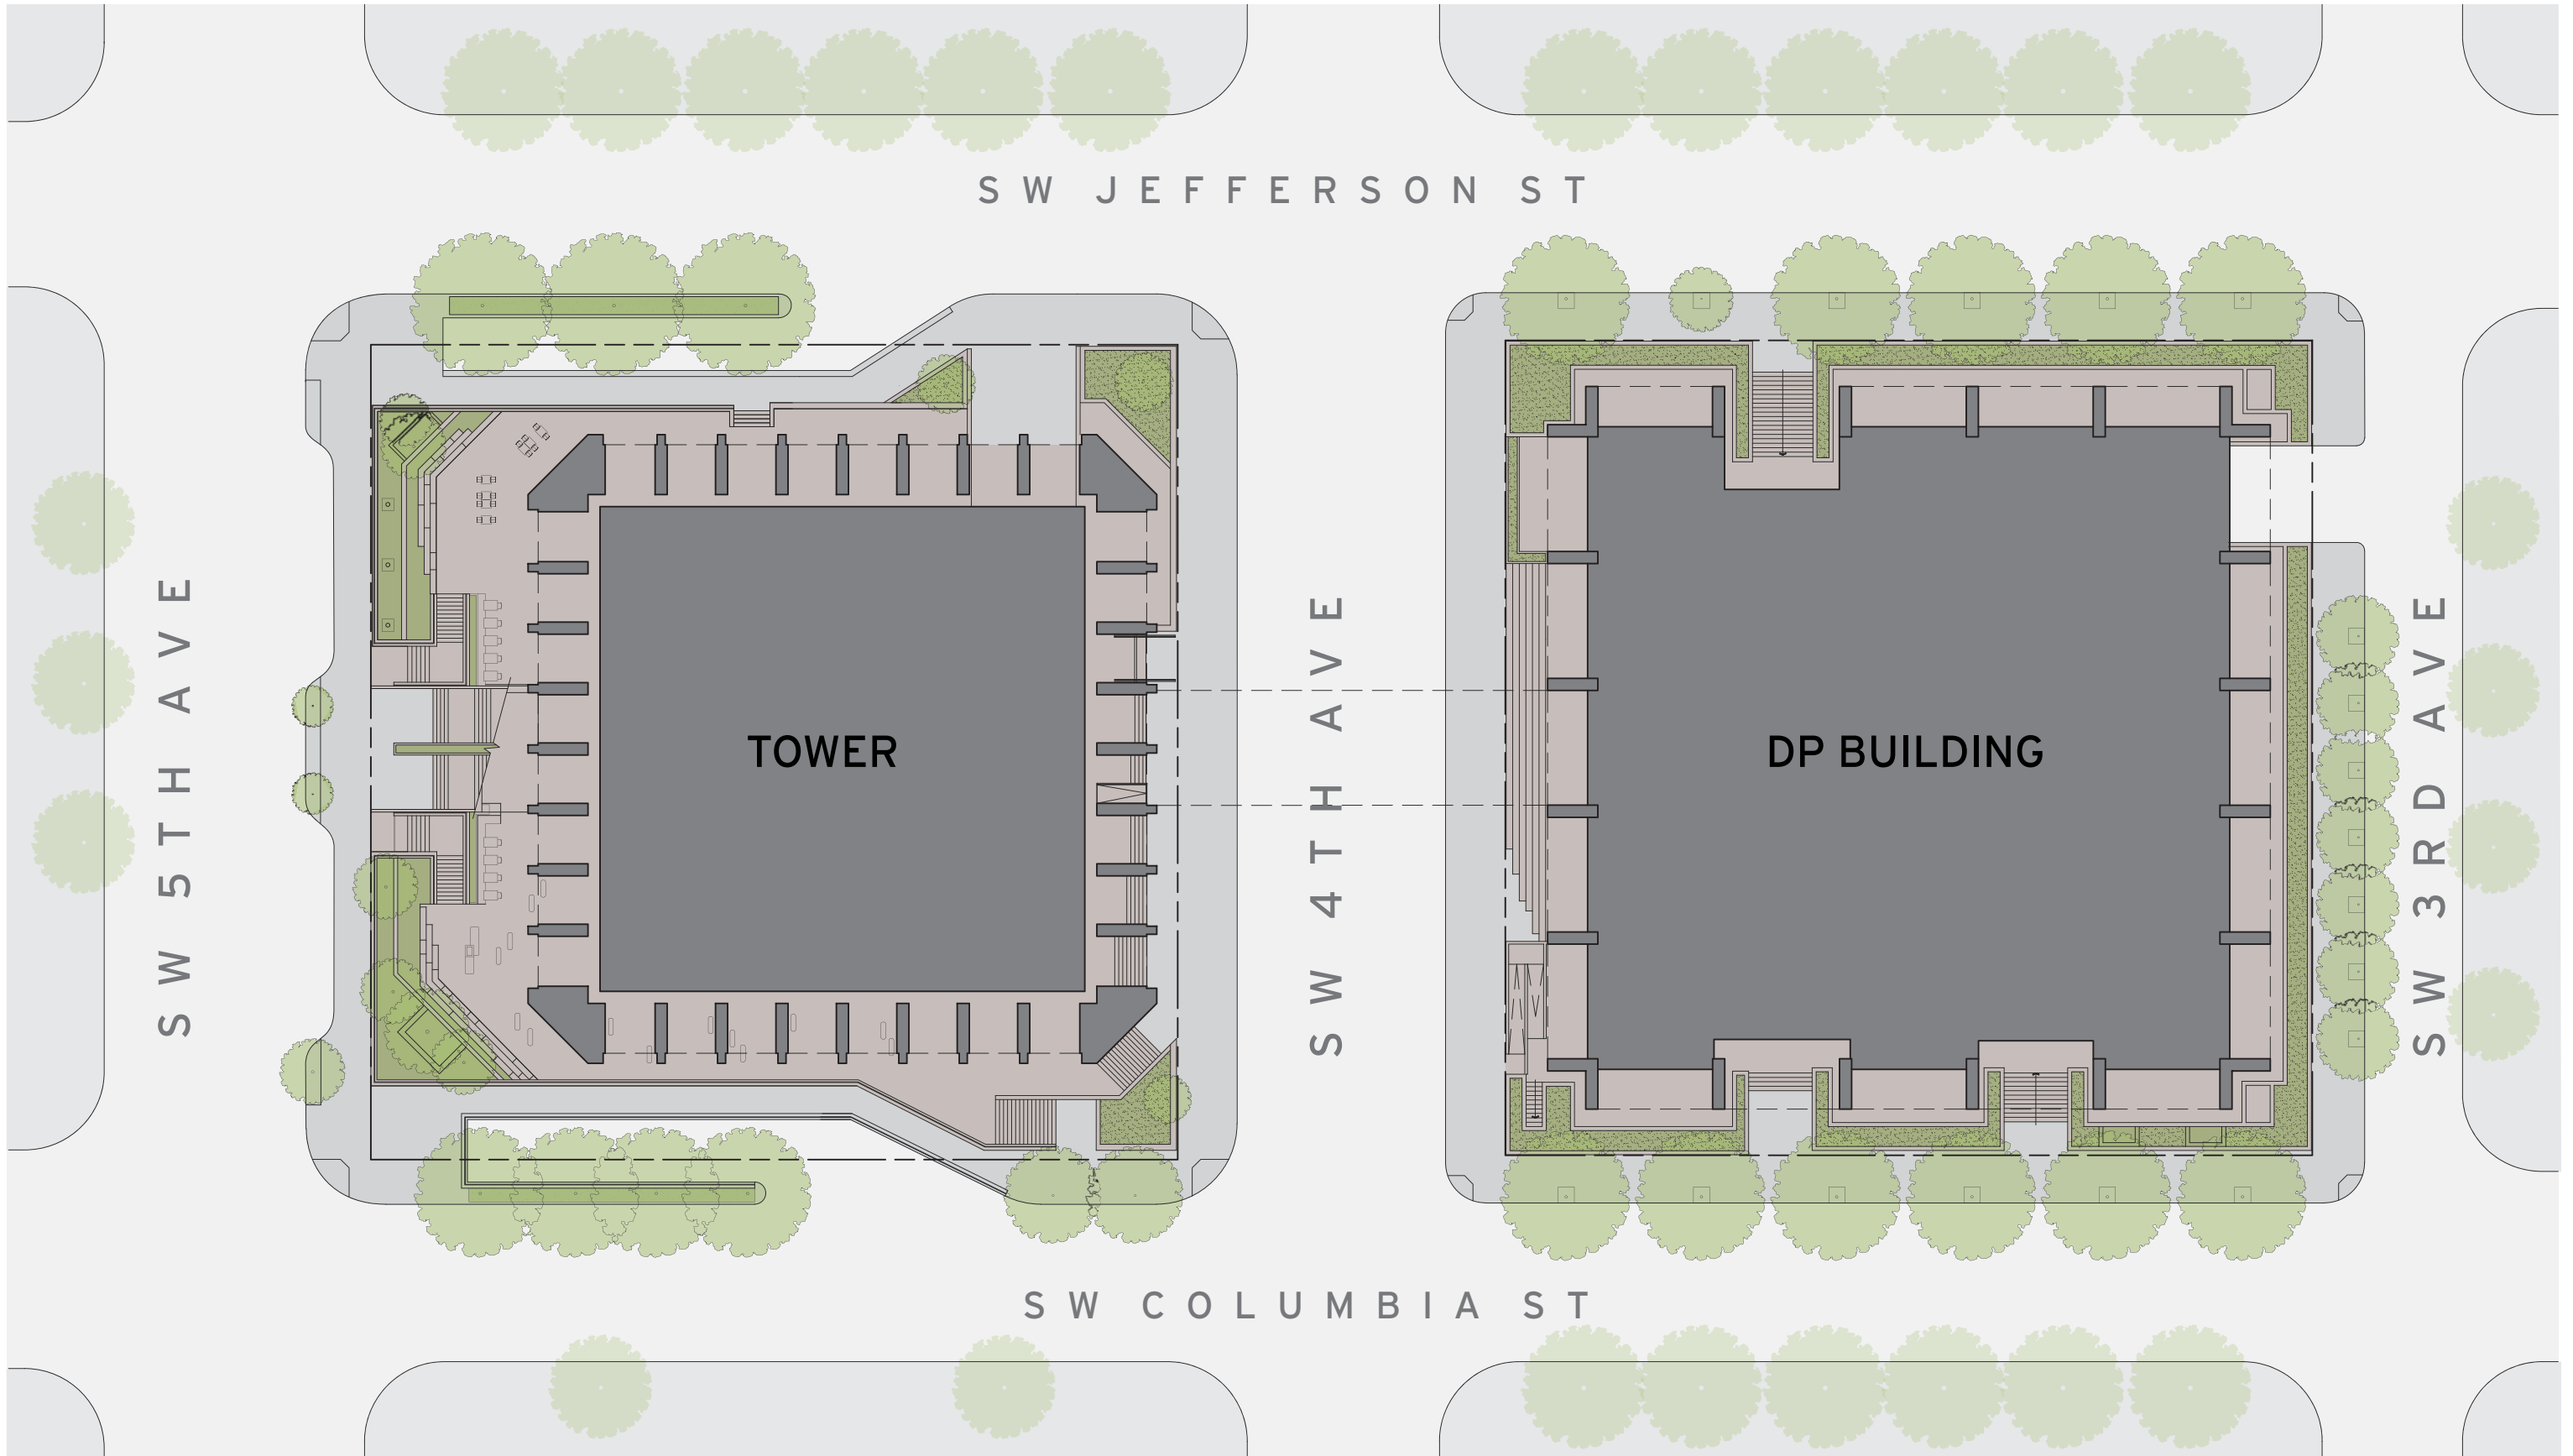 SW JEFFERSON ST
SW 5TH AVE
TOWER
SW 4TH AVE
DP BUILDING
SW 3RD AVE
SW COLUMBIA ST